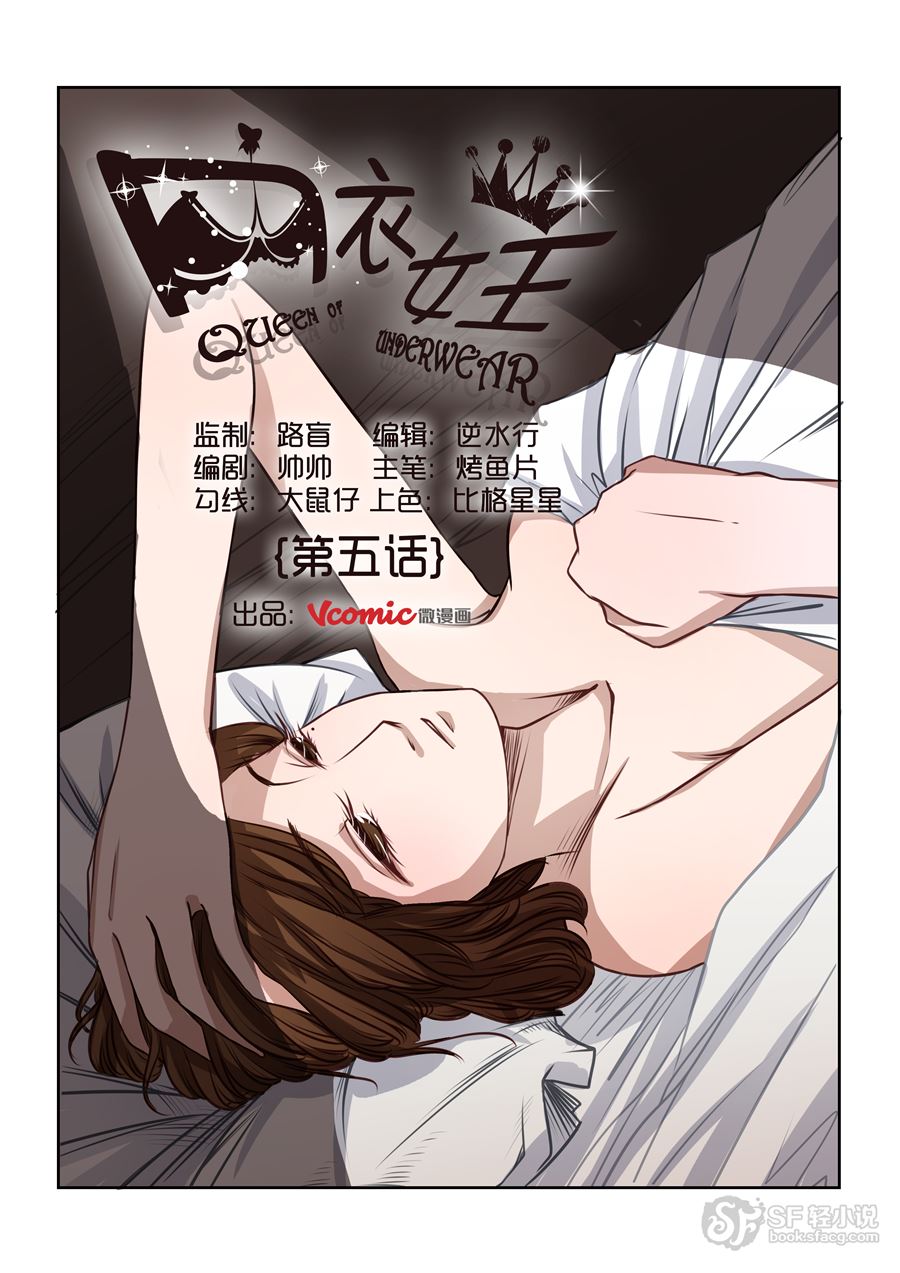 内衣女王
QUEEN OF
UNDERWEAR
监制: 路盲 编辑: 逆水行
编剧: 帅帅 主笔: 烤鱼片
勾线: 大鼠仔 上色: 比格星星
{第五话}
出品: Vcomic微漫画
SF 轻小说
book.sfacg.com